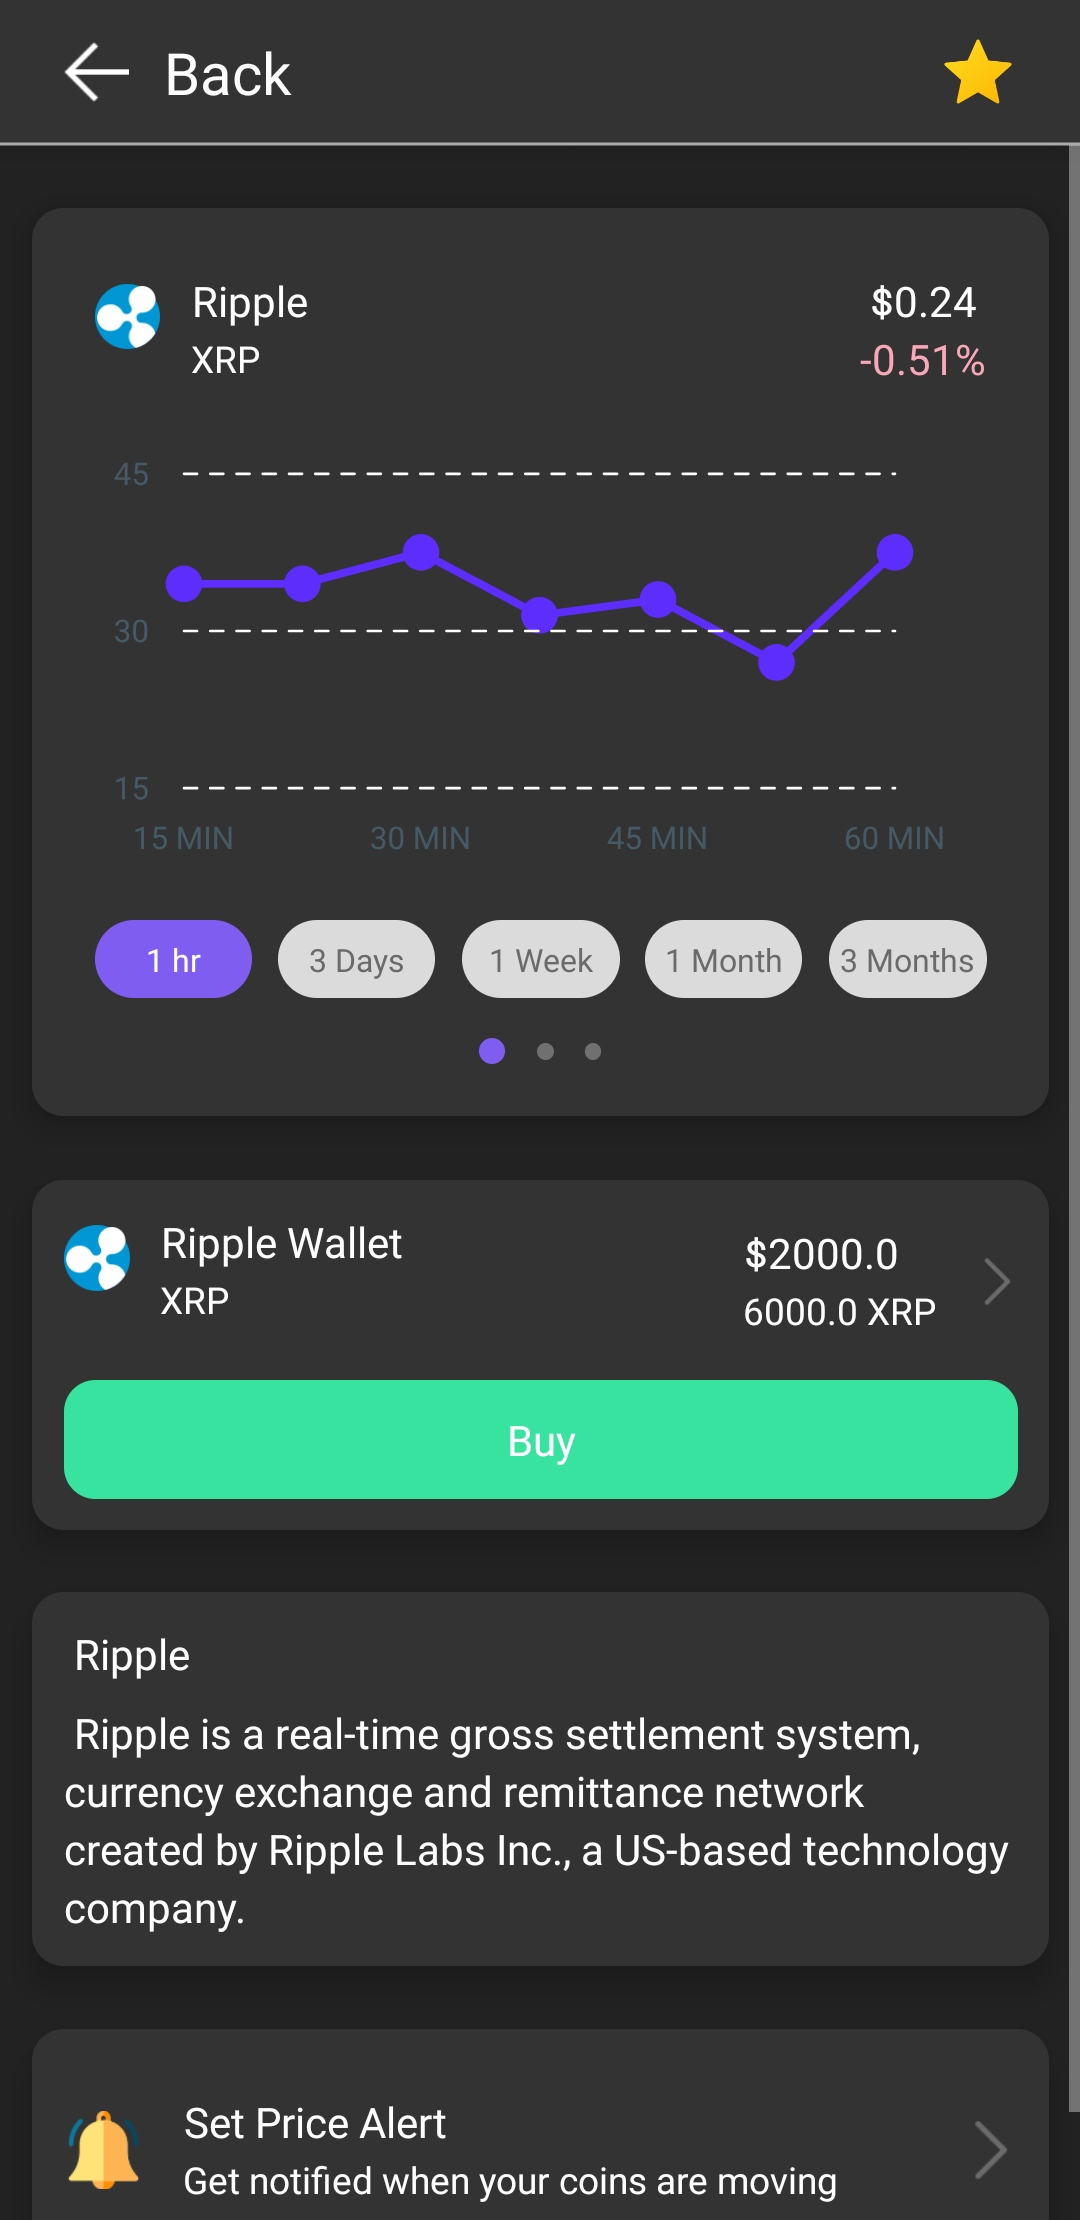 Back
Ripple
$0.24
XRP
-0.51%
45
30
15
15 MIN
30 MIN
45 MIN
60 MIN
1 hr
3 Days
1 Week
1 Month
3 Months
Ripple Wallet
$2000.0
XRP
6000.0 XRP
Buy
Ripple
Ripple is a real-time gross settlement system,
currency exchange and remittance network
created by Ripple Labs Inc., a US-based technology
company.
Set Price Alert
Get notified when your coins are moving